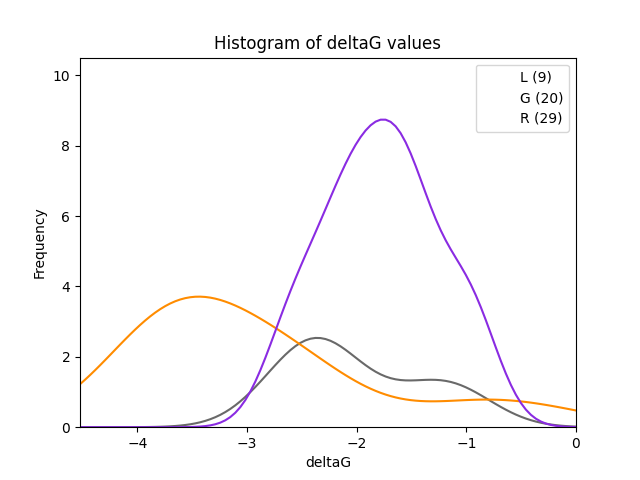 Histogram of deltaG values
L (9)
G (20)
R (29)
Frequency
10
8
6
4
2
0
−4
−3
−2
−1
0
deltaG